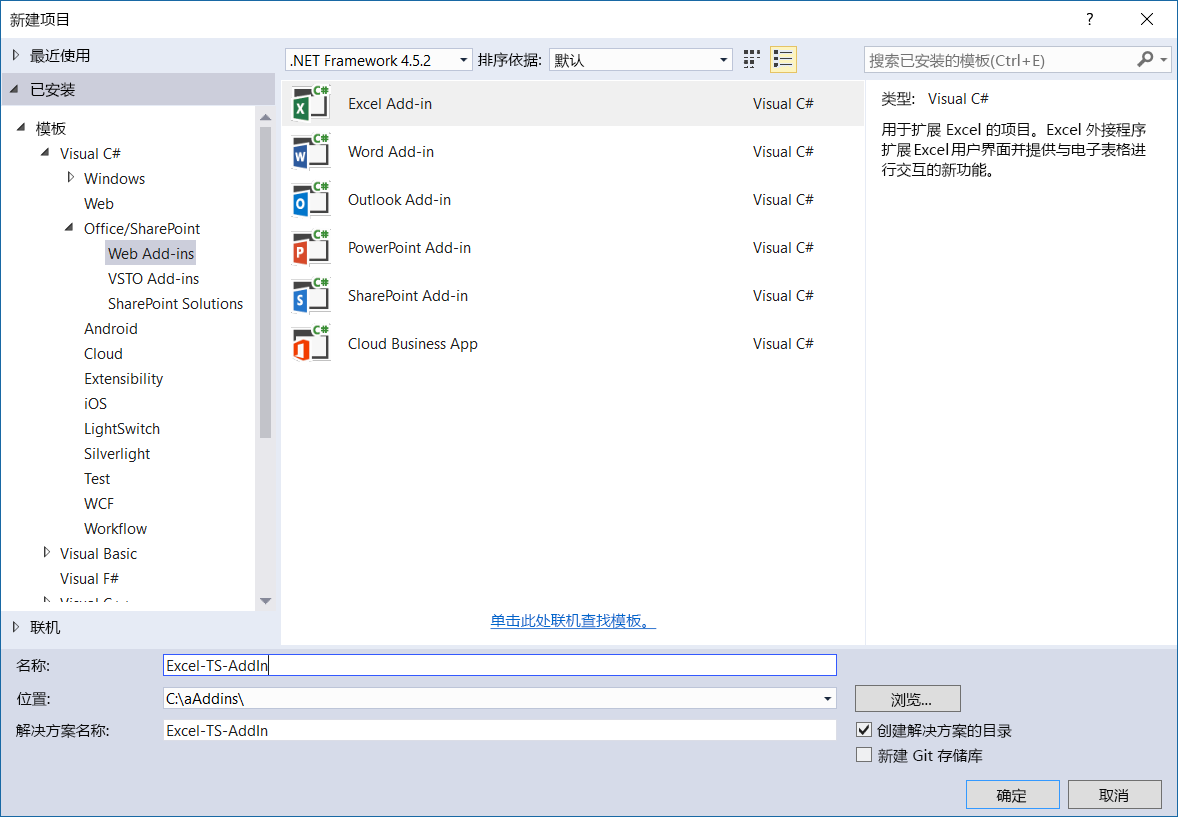 新建项目
?
最近使用
已安装
模板
Visual C#
Windows
Web
Office/SharePoint
Web Add-ins
VSTO Add-ins
SharePoint Solutions
Android
Cloud
Extensibility
iOS
LightSwitch
Silverlight
Test
WCF
Workflow
Visual Basic
Visual F#
Visual C++
联机
.NET Framework 4.5.2 排序依据: 默认
搜索已安装的模板(Ctrl+E)
C# X Excel Add-in Visual C#
C# W Word Add-in Visual C#
C# O Outlook Add-in Visual C#
C# P PowerPoint Add-in Visual C#
C# S SharePoint Add-in Visual C#
C# Cloud Business App Visual C#
单击此处联机查找模板。
类型: Visual C#
用于扩展 Excel 的项目。Excel 外接程序
扩展Excel用户界面并提供与电子表格进
行交互的新功能。
名称: Excel-TS-AddIn
位置: C:\aAddins\ 浏览...
解决方案名称: Excel-TS-AddIn
创建解决方案的目录
新建 Git 存储库
确定 取消